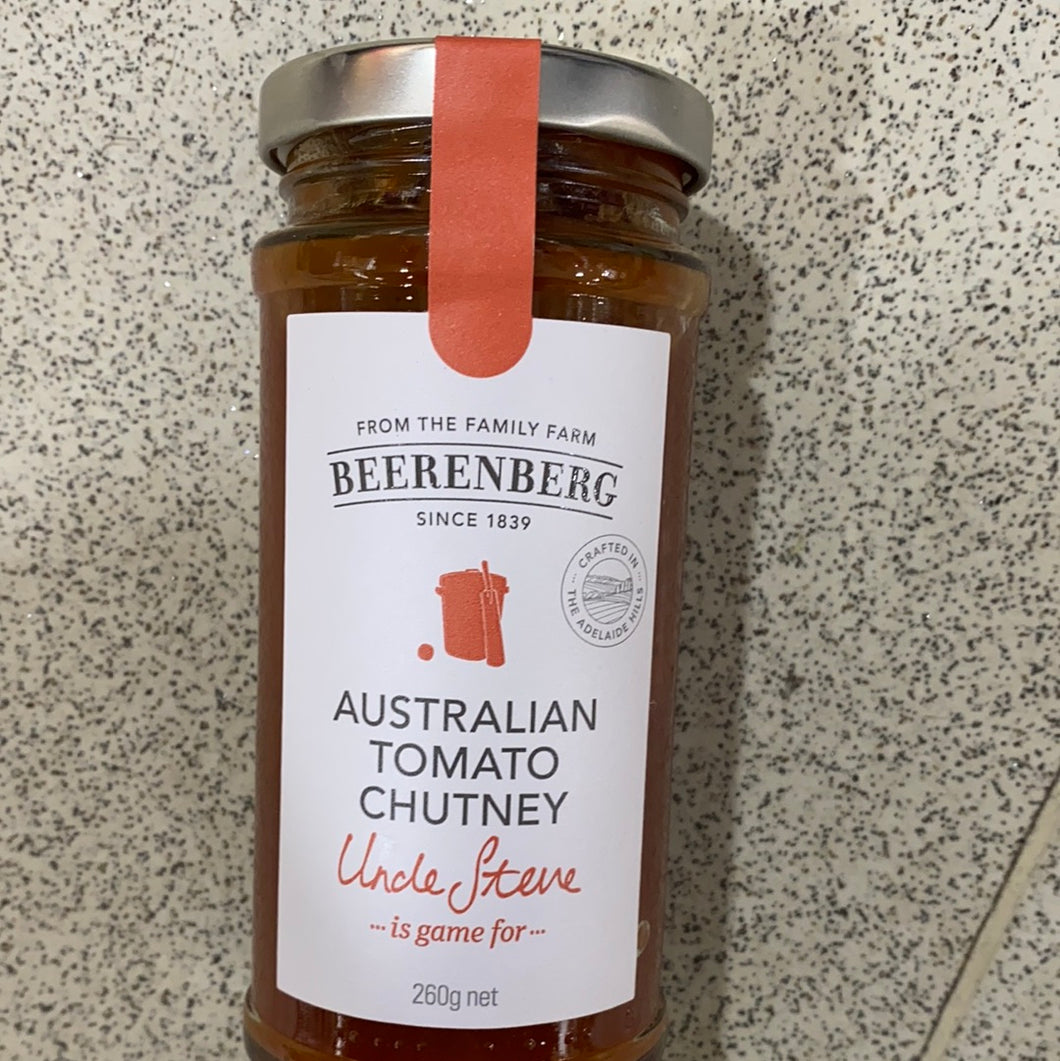 FROM THE FAMILY FARM
BEERENBERG
SINCE 1839
CRAFTED IN
THE ADELAIDE HILLS
AUSTRALIAN
TOMATO
CHUTNEY
Uncle Steve
... is game for ...
260g net